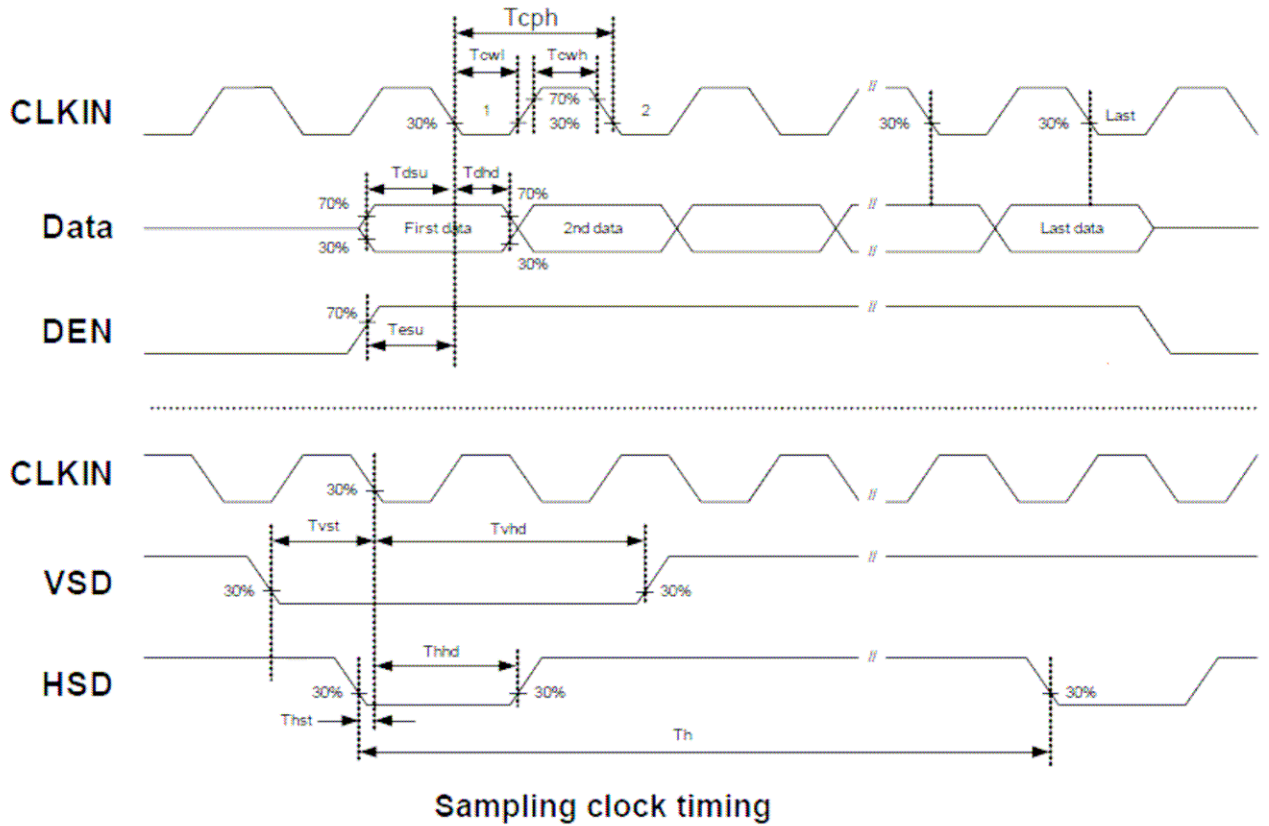 Tcph
Tcwl Tcwh
CLKIN 30% 1 70% 30% 2 // 30% 30% Last
Tdsu Tdhd
70% 70%
Data First data 2nd data // // Last data
30% 30%
DEN 70% //
Tesu
CLKIN 30% //
Tvst Tvhd
VSD 30% 30% //
Thhd
HSD 30% 30% // 30%
Thst
Th
Sampling clock timing